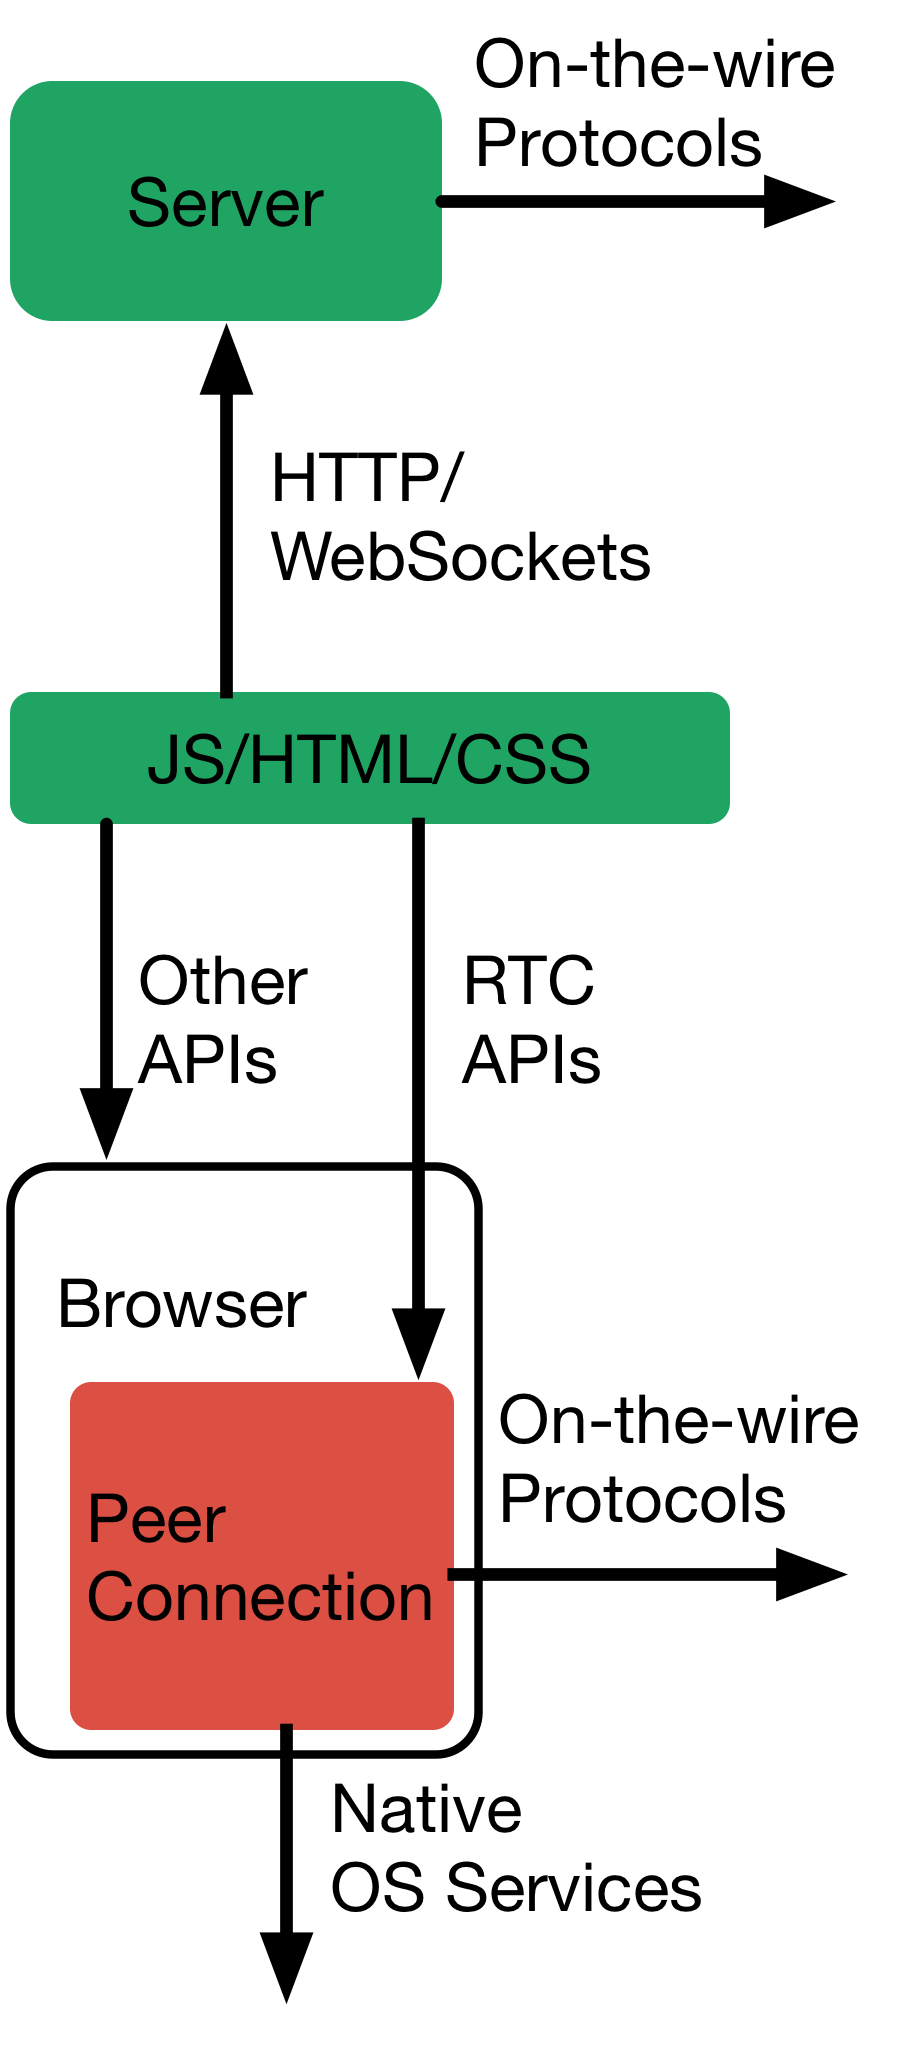 On-the-wire
Protocols
Server
HTTP/
WebSockets
JS/HTML/CSS
Other
APIs
RTC
APIs
Browser
On-the-wire
Protocols
Peer
Connection
Native
OS Services